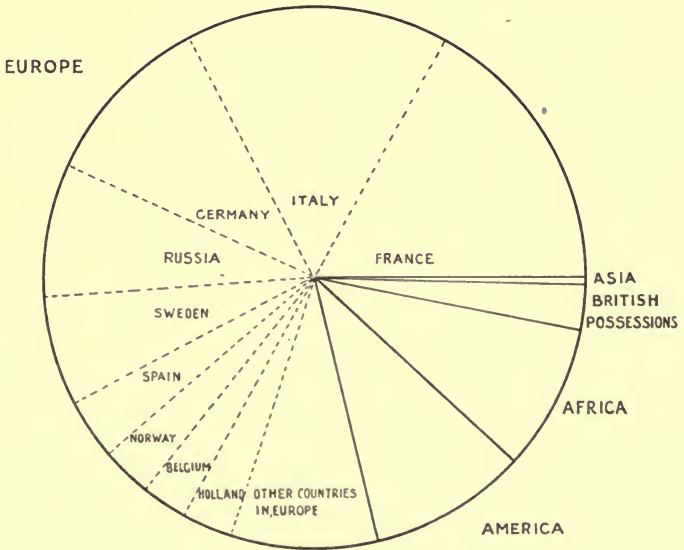 EUROPE
ITALY
GERMANY
RUSSIA
FRANCE
ASIA
BRITISH
POSSESSIONS
SWEDEN
SPAIN
AFRICA
NORWAY
BELGIUM
HOLLAND
OTHER COUNTRIES
IN EUROPE
AMERICA